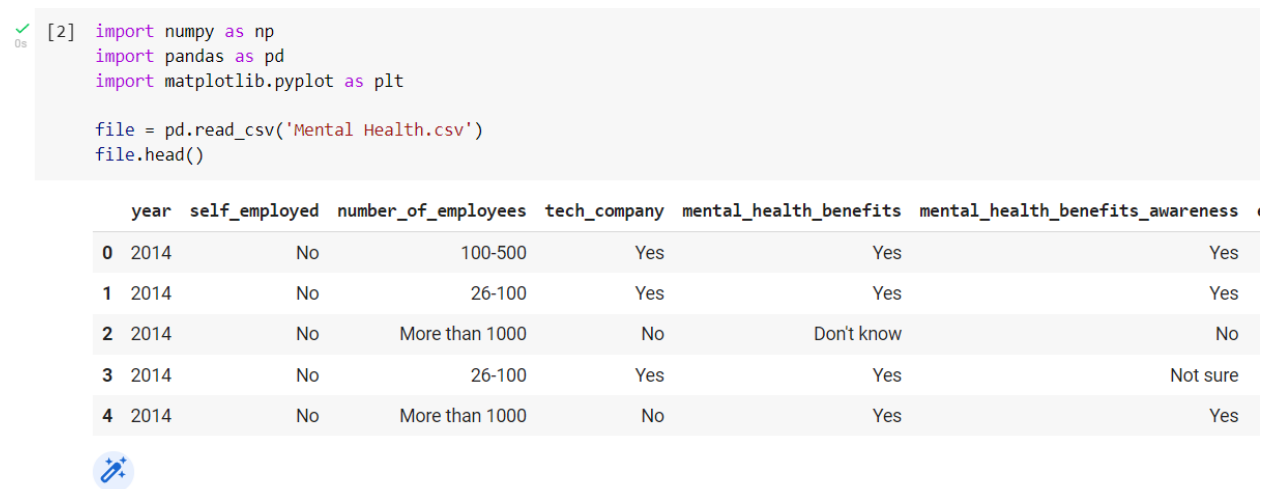 [2] import numpy as np
0s
import pandas as pd
import matplotlib.pyplot as plt
file = pd.read_csv('Mental Health.csv')
file.head()
year self_employed number_of_employees tech_company mental_health_benefits mental_health_benefits_awareness
0 2014 No 100-500 Yes Yes Yes
1 2014 No 26-100 Yes Yes Yes
2 2014 No More than 1000 No Don't know No
3 2014 No 26-100 Yes Yes Not sure
4 2014 No More than 1000 No Yes Yes